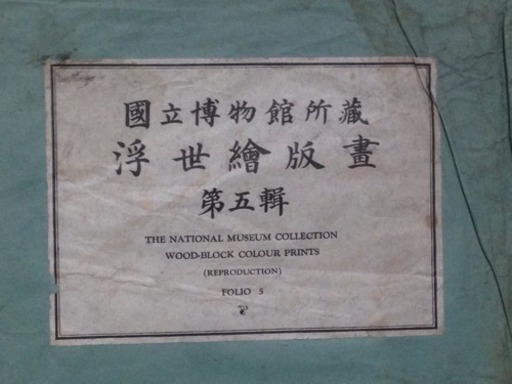 國立博物館所藏
浮世繪版畫
第五輯
THE NATIONAL MUSEUM COLLECTION
WOOD-BLOCK COLOUR PRINTS
(REPRODUCTION)
FOLIO 5